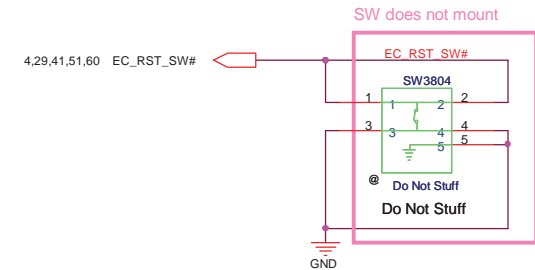 SW does not mount
4,29,41,51,60 EC_RST_SW#
EC_RST_SW#
SW3804
1 1 2 2
3 3 4 4
5 5
@ Do Not Stuff
Do Not Stuff
GND